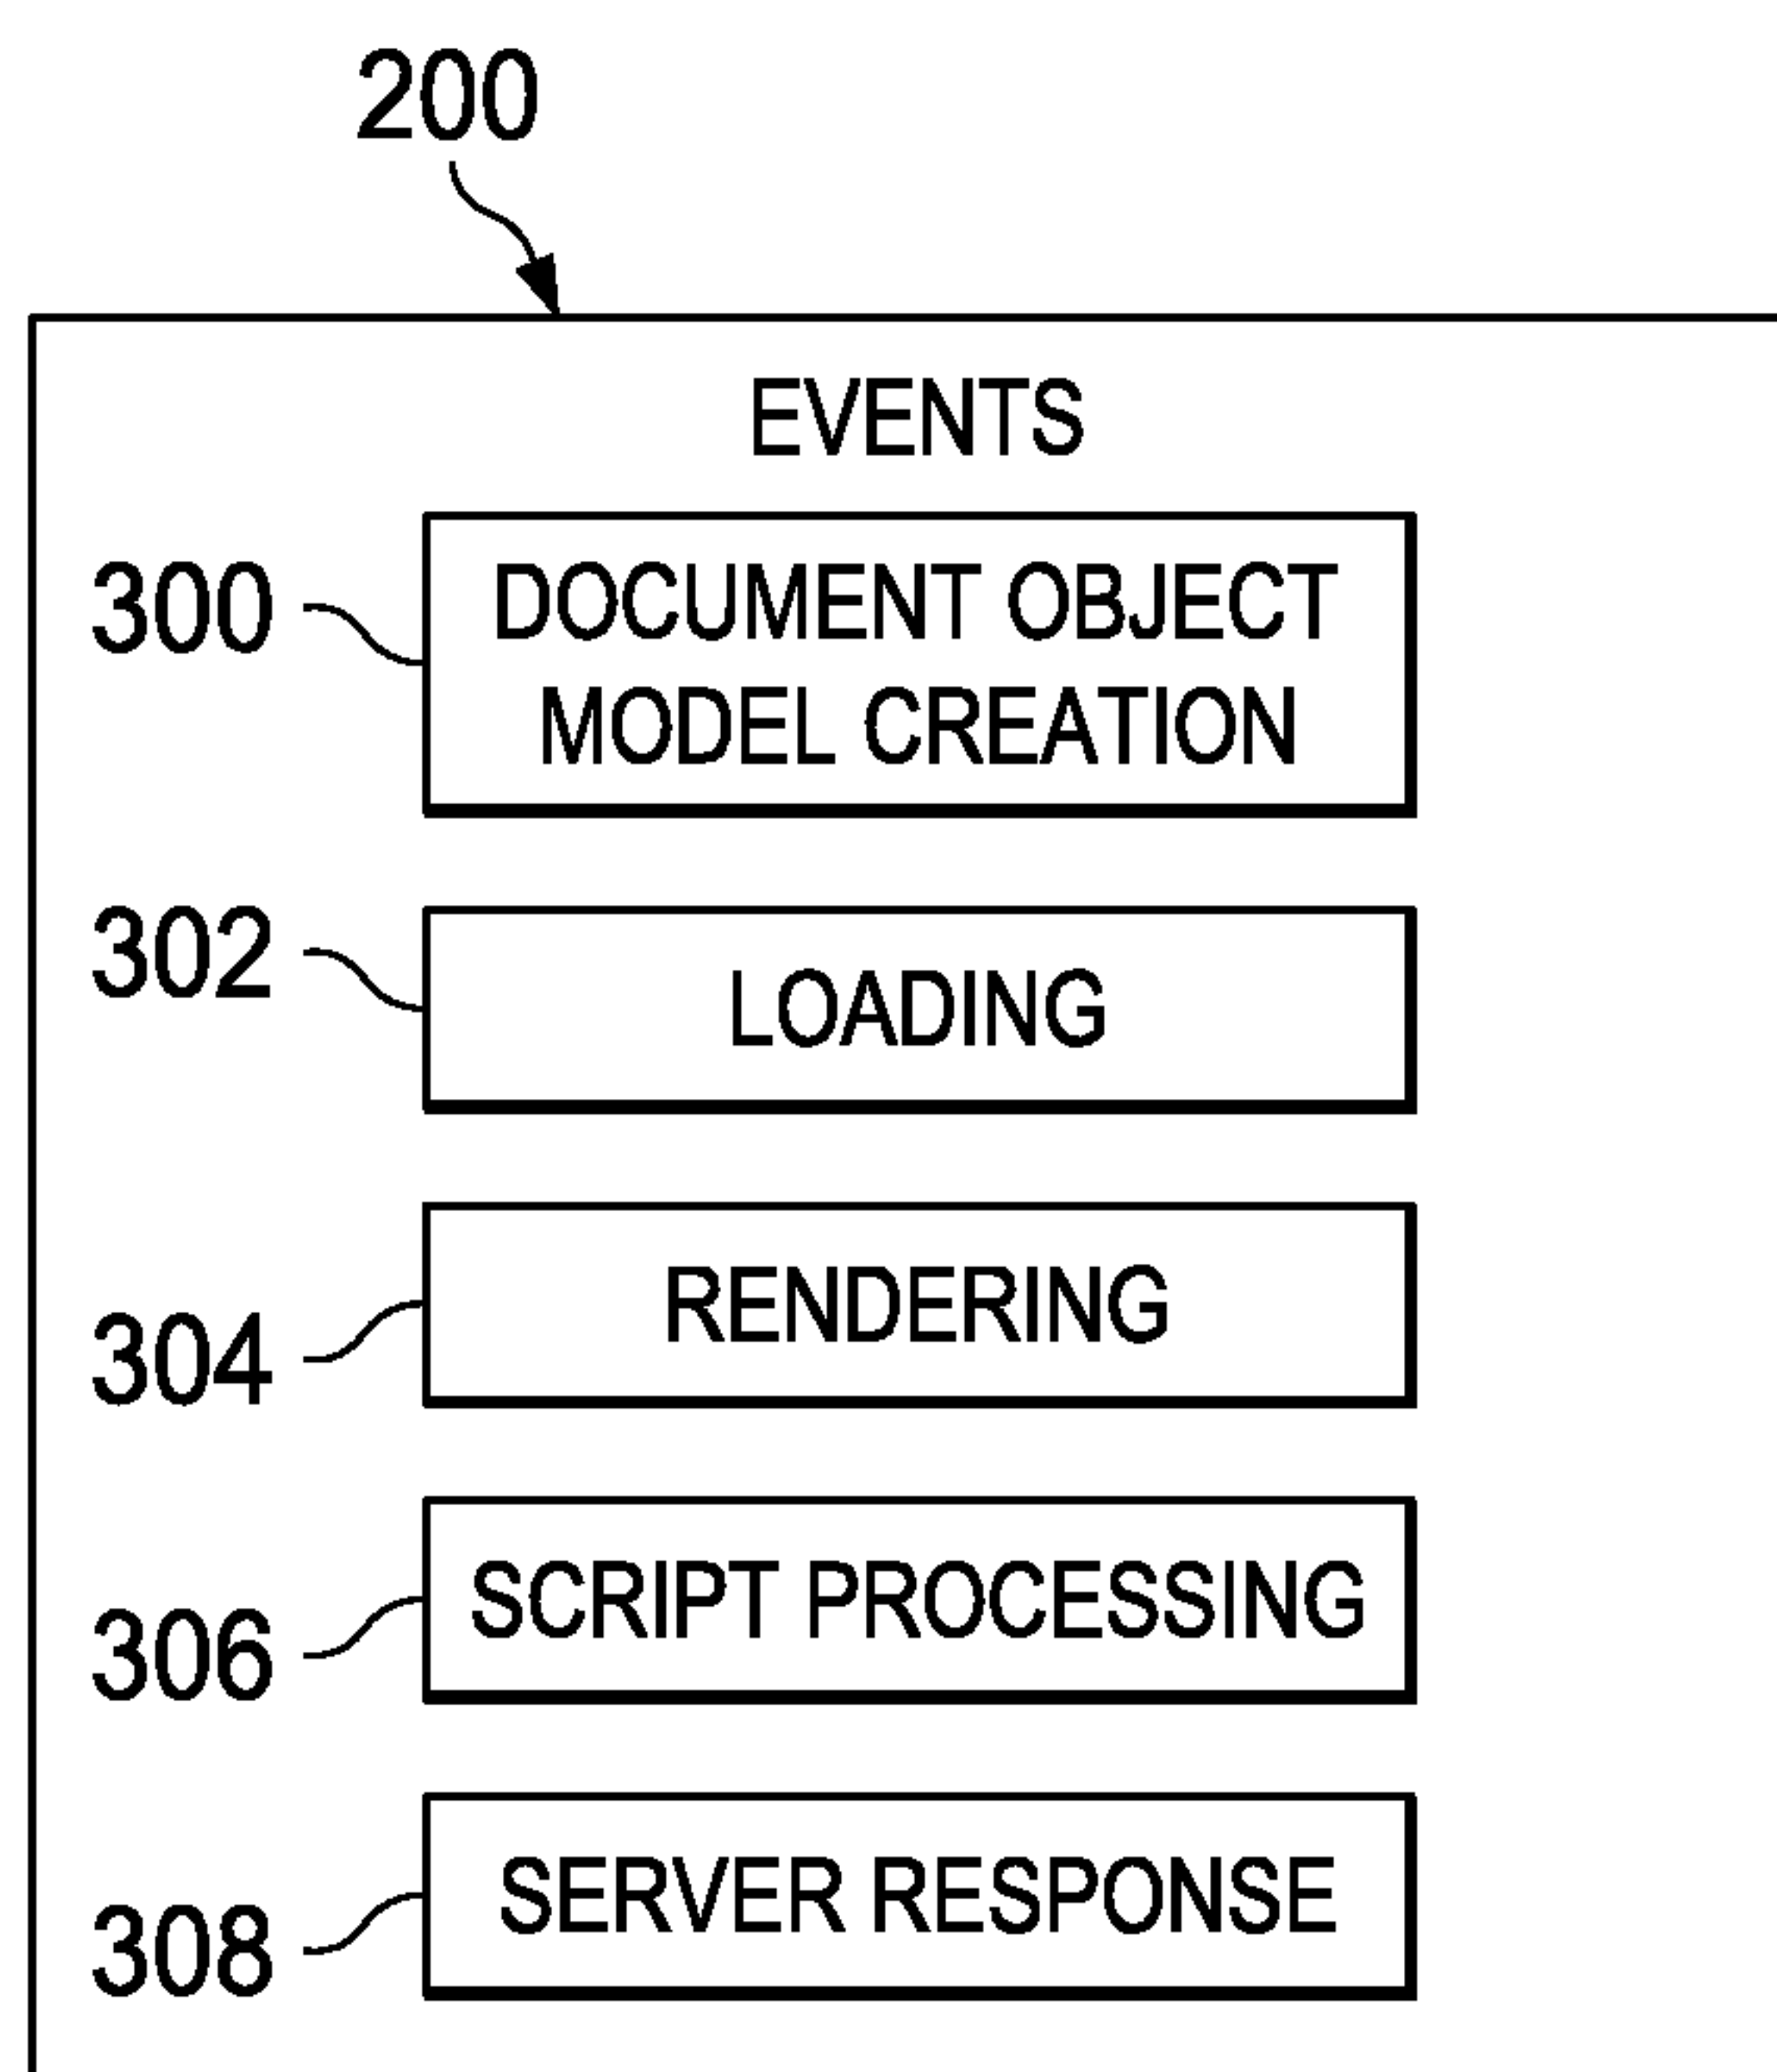 200
EVENTS
300
DOCUMENT OBJECT
MODEL CREATION
302
LOADING
304
RENDERING
306
SCRIPT PROCESSING
308
SERVER RESPONSE